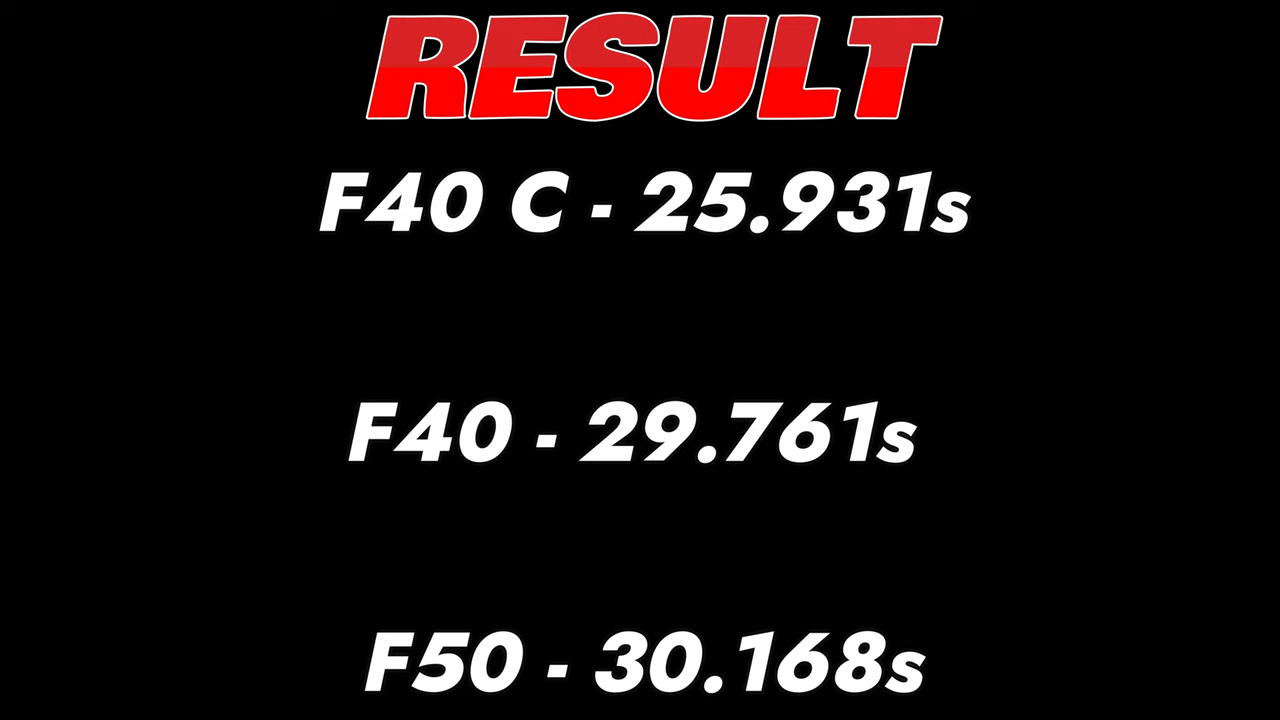 RESULT
F40 C - 25.931s
F40 - 29.761s
F50 - 30.168s